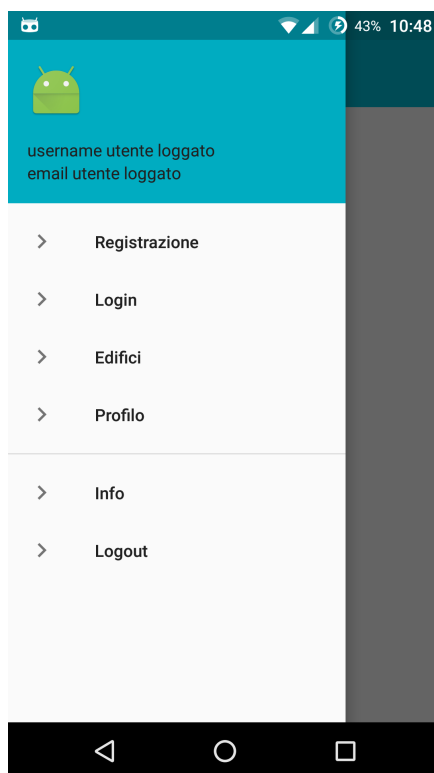 43% 10:48
username utente loggato
email utente loggato
Registrazione
Login
Edifici
Profilo
Info
Logout